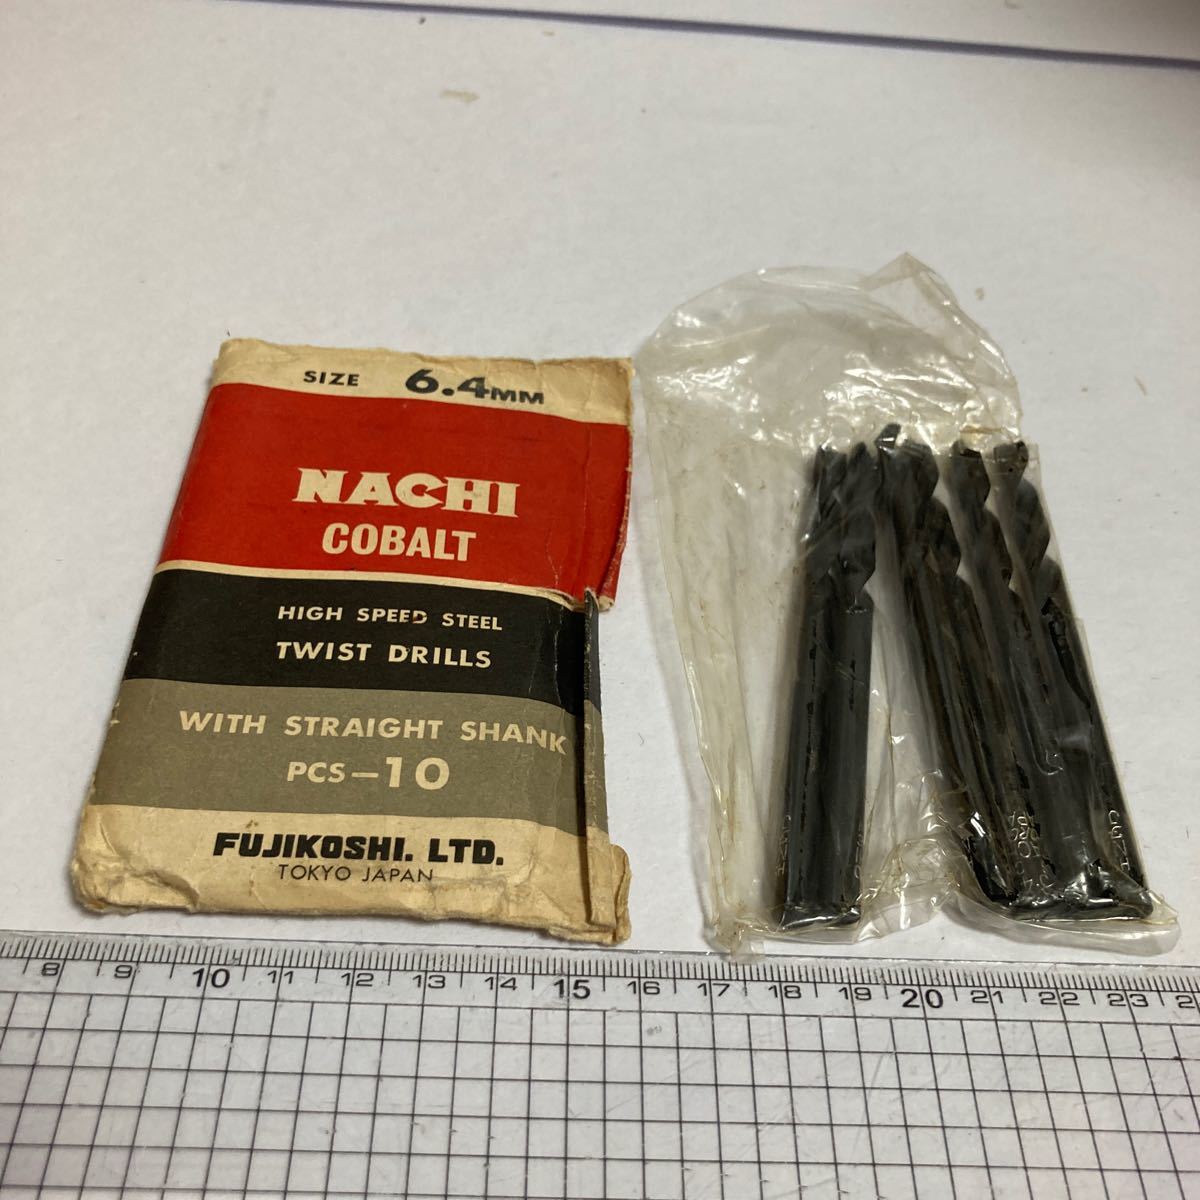 SIZE 6.4MM
NACHI
COBALT
HIGH SPEED STEEL
TWIST DRILLS
WITH STRAIGHT SHANK
PCS-10
FUJIKOSHI. LTD.
TOKYO JAPAN
8 9 10 11 12 13 14 15 16 17 18 19 20 21 22 23